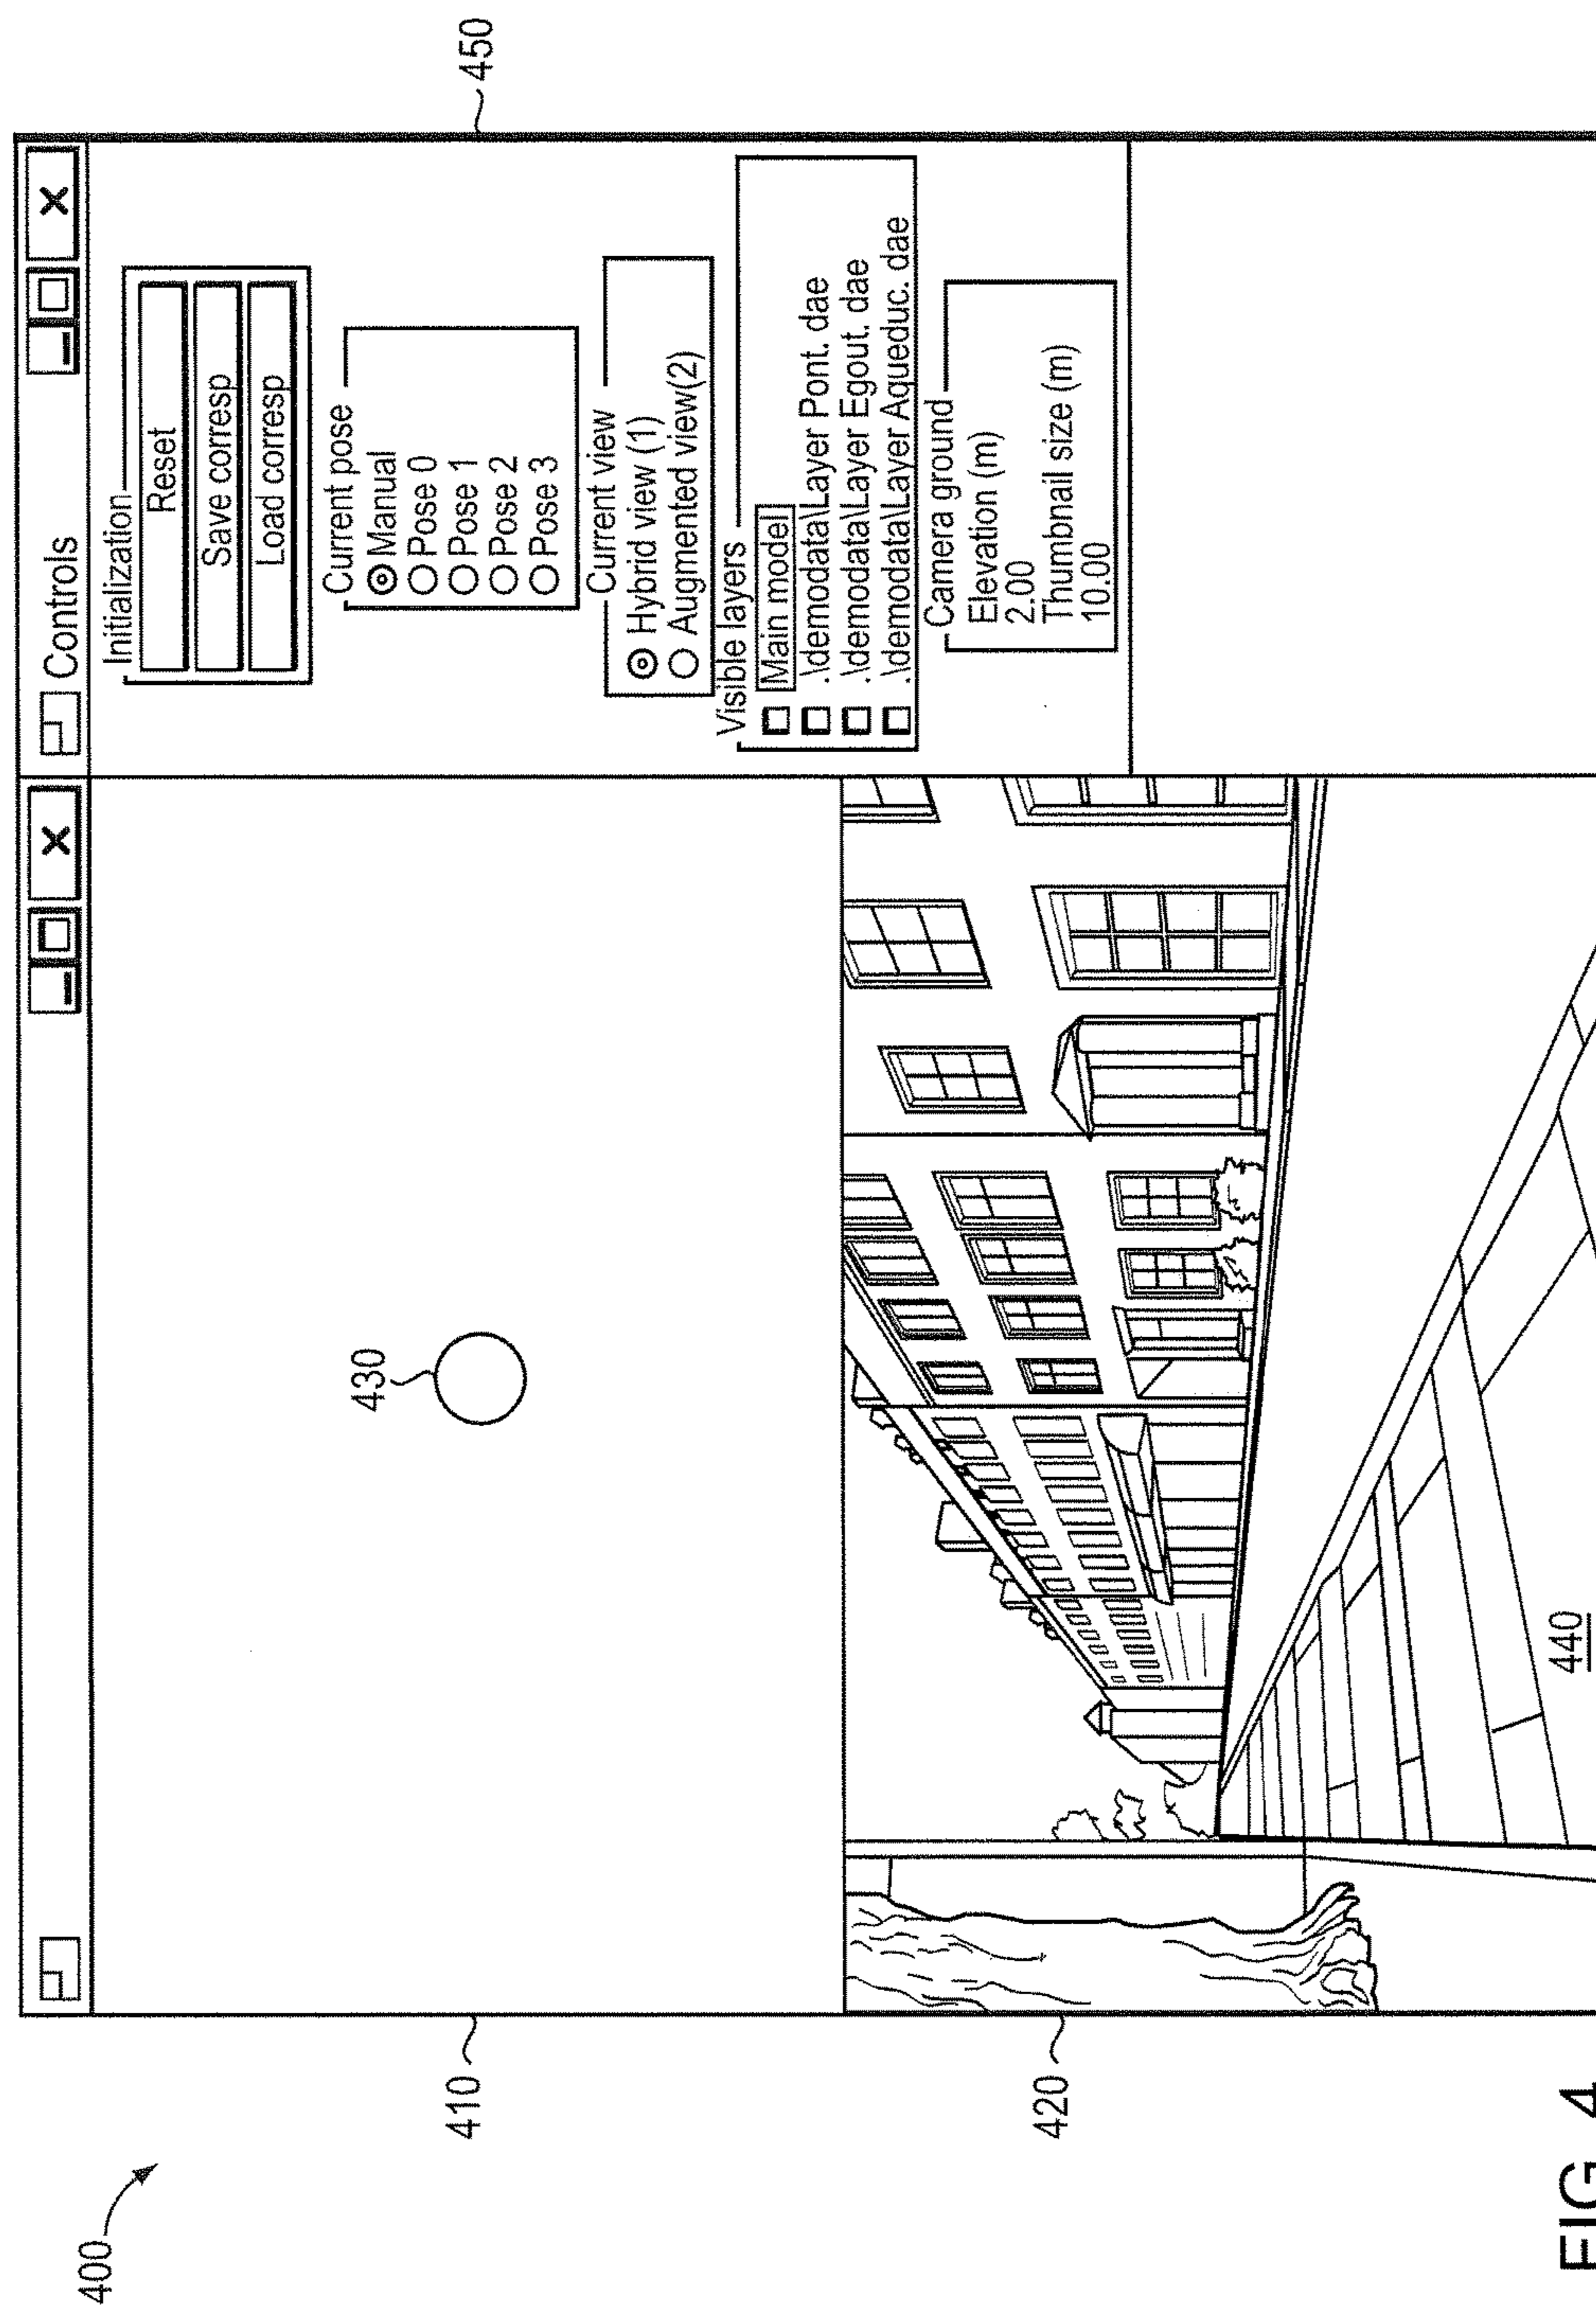 400
410
420
430
440
450
Controls
Initialization
Reset
Save corresp
Load corresp
Current pose
Manual
Pose 0
Pose 1
Pose 2
Pose 3
Current view
Hybrid view (1)
Augmented view(2)
Visible layers
Main model
.\demodata\Layer Pont. dae
.\demodata\Layer Egout. dae
.\demodata\Layer Aqueduc. dae
Camera ground
Elevation (m)
2.00
Thumbnail size (m)
10.00
FIG. 4